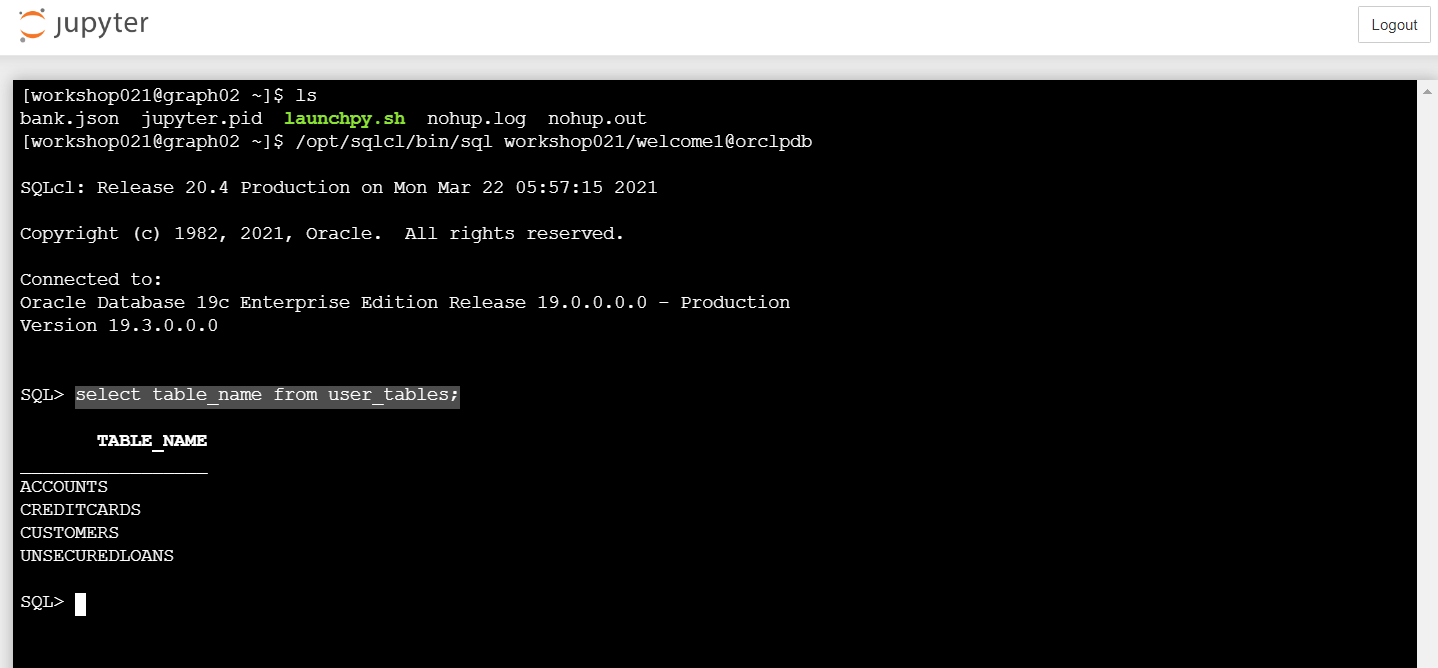 jupyter
Logout
[workshop021@graph02 ~]$ ls
bank.json  jupyter.pid  launchpy.sh  nohup.log  nohup.out
[workshop021@graph02 ~]$ /opt/sqlcl/bin/sql workshop021/welcome1@orclpdb
SQLcl: Release 20.4 Production on Mon Mar 22 05:57:15 2021
Copyright (c) 1982, 2021, Oracle.  All rights reserved.
Connected to:
Oracle Database 19c Enterprise Edition Release 19.0.0.0.0 - Production
Version 19.3.0.0.0
SQL> select table_name from user_tables;
TABLE_NAME
_________________
ACCOUNTS
CREDITCARDS
CUSTOMERS
UNSECUREDLOANS
SQL>